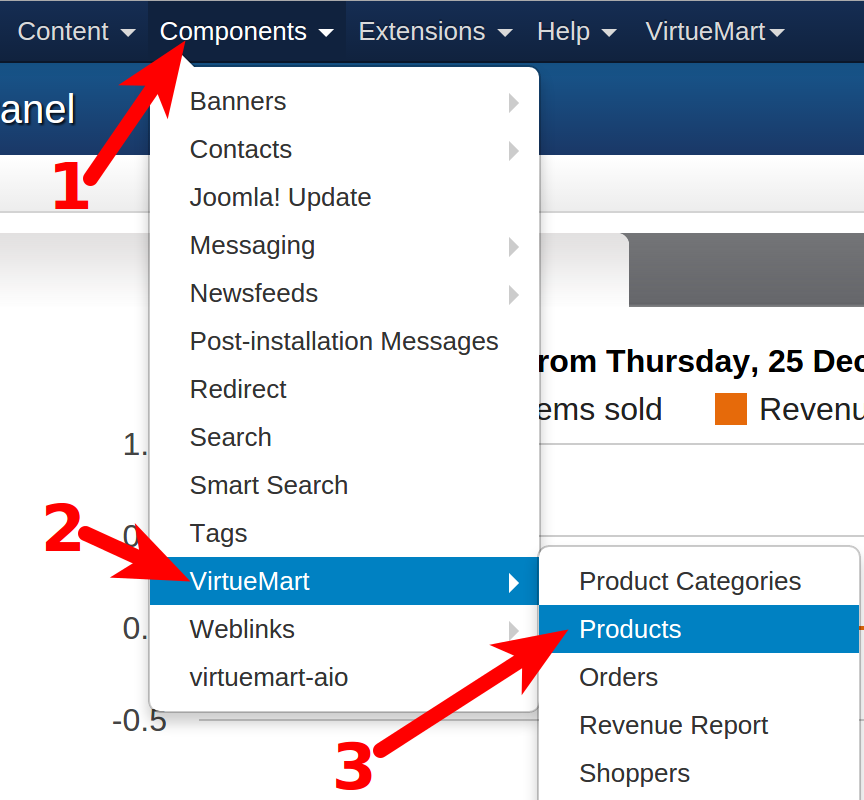 Content Components Extensions Help VirtueMart
anel
1
Banners
Contacts
Joomla! Update
Messaging
Newsfeeds
Post-installation Messages
rom Thursday, 25 Dec
Redirect
ems sold Revenu
Search
1.
Smart Search
2
Tags
0.
VirtueMart
Product Categories
Weblinks
0.
Products
virtuemart-aio
Orders
-0.5
Revenue Report
3
Shoppers